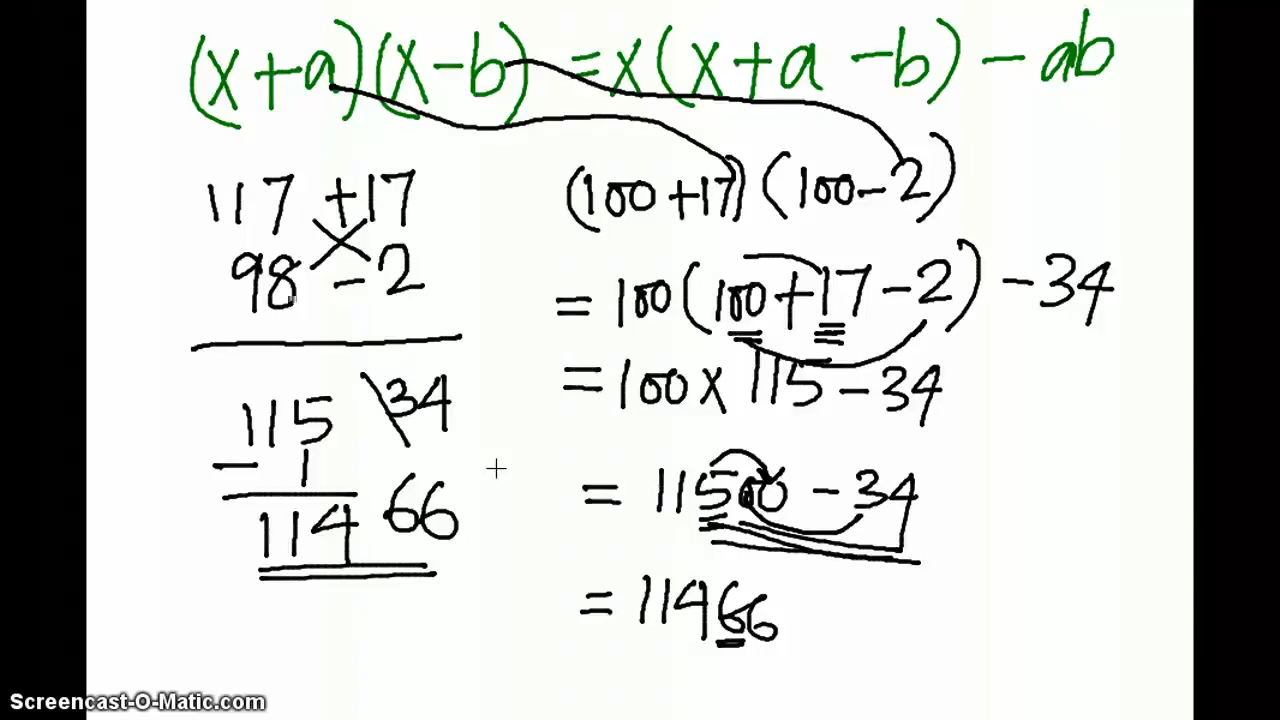 (x + a)(x - b) = x(x + a - b) - ab
117 +17
98 - 2
115 34
- 1
114 66
(100 + 17)(100 - 2)
= 100(100 + 17 - 2) - 34
= 100 x 115 - 34
= 11500 - 34
= 11466
Screencast-O-Matic.com